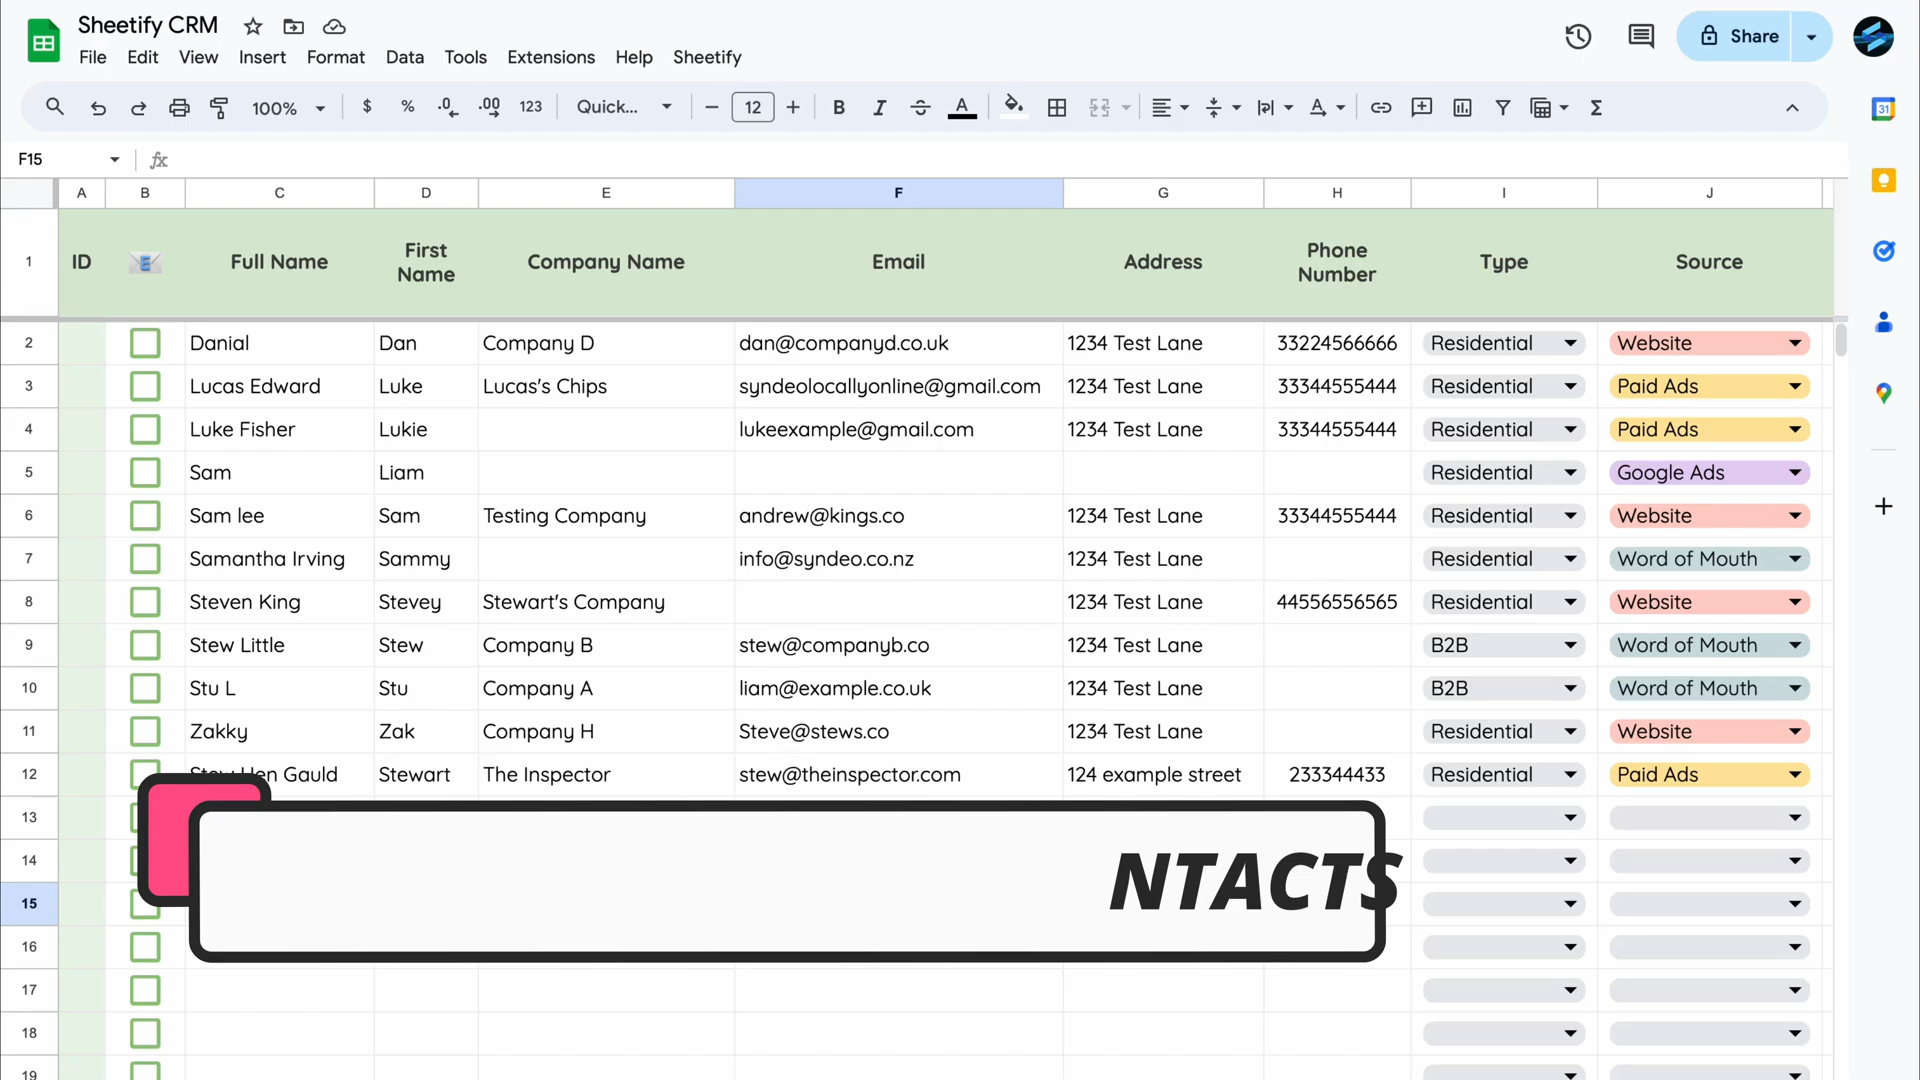 Sheetify CRM
File Edit View Insert Format Data Tools Extensions Help Sheetify
Share
100% $ % .0 .00 123 Quick... 12 B I A A Σ
31
F15 fx
A B C D E F G H I J
1 ID E Full Name First Name Company Name Email Address Phone Number Type Source
2 Danial Dan Company D dan@companyd.co.uk 1234 Test Lane 33224566666 Residential Website
3 Lucas Edward Luke Lucas's Chips syndeolocallyonline@gmail.com 1234 Test Lane 33344555444 Residential Paid Ads
4 Luke Fisher Lukie lukeexample@gmail.com 1234 Test Lane 33344555444 Residential Paid Ads
5 Sam Liam Residential Google Ads
6 Sam lee Sam Testing Company andrew@kings.co 1234 Test Lane 33344555444 Residential Website
7 Samantha Irving Sammy info@syndeo.co.nz 1234 Test Lane Residential Word of Mouth
8 Steven King Stevey Stewart's Company 1234 Test Lane 44556556565 Residential Website
9 Stew Little Stew Company B stew@companyb.co 1234 Test Lane B2B Word of Mouth
10 Stu L Stu Company A liam@example.co.uk 1234 Test Lane B2B Word of Mouth
11 Zakky Zak Company H Steve@stews.co 1234 Test Lane Residential Website
12 Gauld Stewart The Inspector stew@theinspector.com 124 example street 233344433 Residential Paid Ads
13
14 NTACTS
15
16
17
18
19